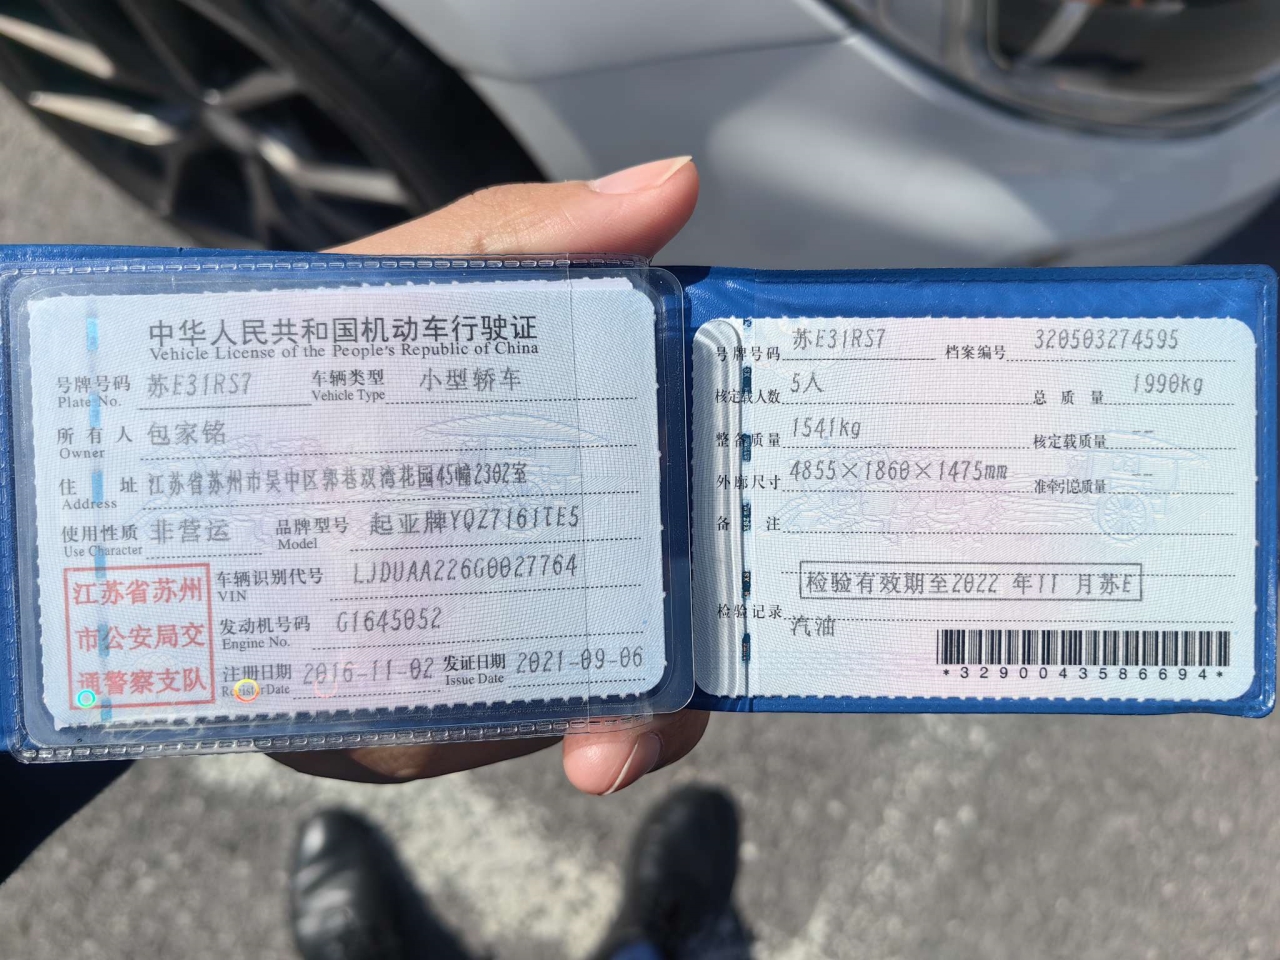 中华人民共和国机动车行驶证
Vehicle License of the People's Republic of China
号牌号码 苏E31RS7 车辆类型 小型轿车
Plate No. Vehicle Type
所有人 包家铭
Owner
住址 江苏省苏州市吴中区郭巷双湾花园45幢2302室
Address
使用性质 非营运 品牌型号 起亚牌YQZ7161TE5
Use Character Model
江苏省苏州
市公安局交
通警察支队
车辆识别代号 LJDUAA226G0027764
VIN
发动机号码 G1645052
Engine No.
注册日期 2016-11-02 发证日期 2021-09-06
Register Date Issue Date
号牌号码 苏E31RS7 档案编号 320503274595
核定载人数 5人 总质量 1990kg
整备质量 1541kg 核定载质量 --
外廓尺寸 4855×1860×1475mm 准牵引总质量 --
备注
检验有效期至2022 年11 月苏E
检验记录
汽油
*3290043586694*